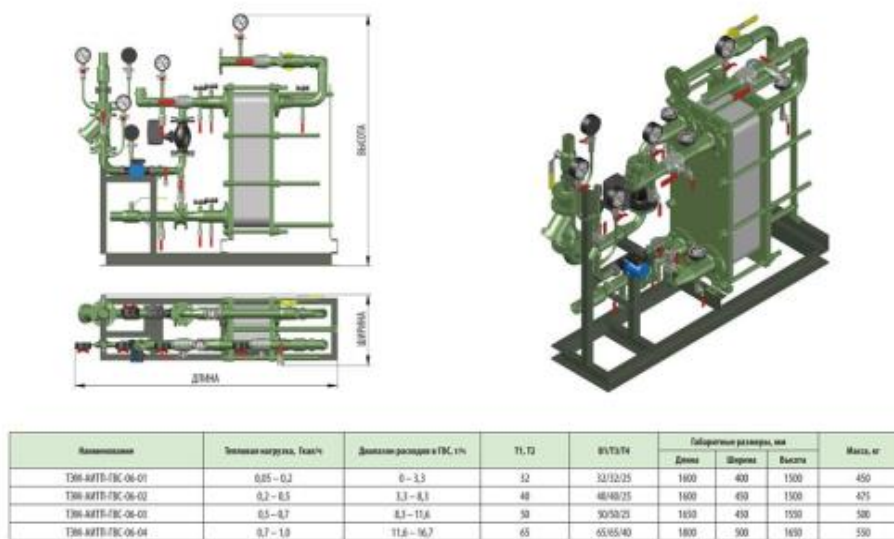 ВЫСОТА
ШИРИНА
ДЛИНА
Наименование Тепловая нагрузка, Гкал/ч Диапазон расходов в ГВС, т/ч Т1, Т2 В1/Т3/Т4 Габаритные размеры, мм Масса, кг
Длина Ширина Высота
ТЭМ-АИТП-ГВС-06-01 0,05 – 0,2 0 – 3,3 32 32/32/25 1600 400 1500 450
ТЭМ-АИТП-ГВС-06-02 0,2 – 0,5 3,3 – 8,3 40 40/40/25 1600 450 1500 475
ТЭМ-АИТП-ГВС-06-03 0,5 – 0,7 8,3 – 11,6 50 50/50/25 1650 450 1550 500
ТЭМ-АИТП-ГВС-06-04 0,7 – 1,0 11,6 – 16,7 65 65/65/40 1800 500 1650 550